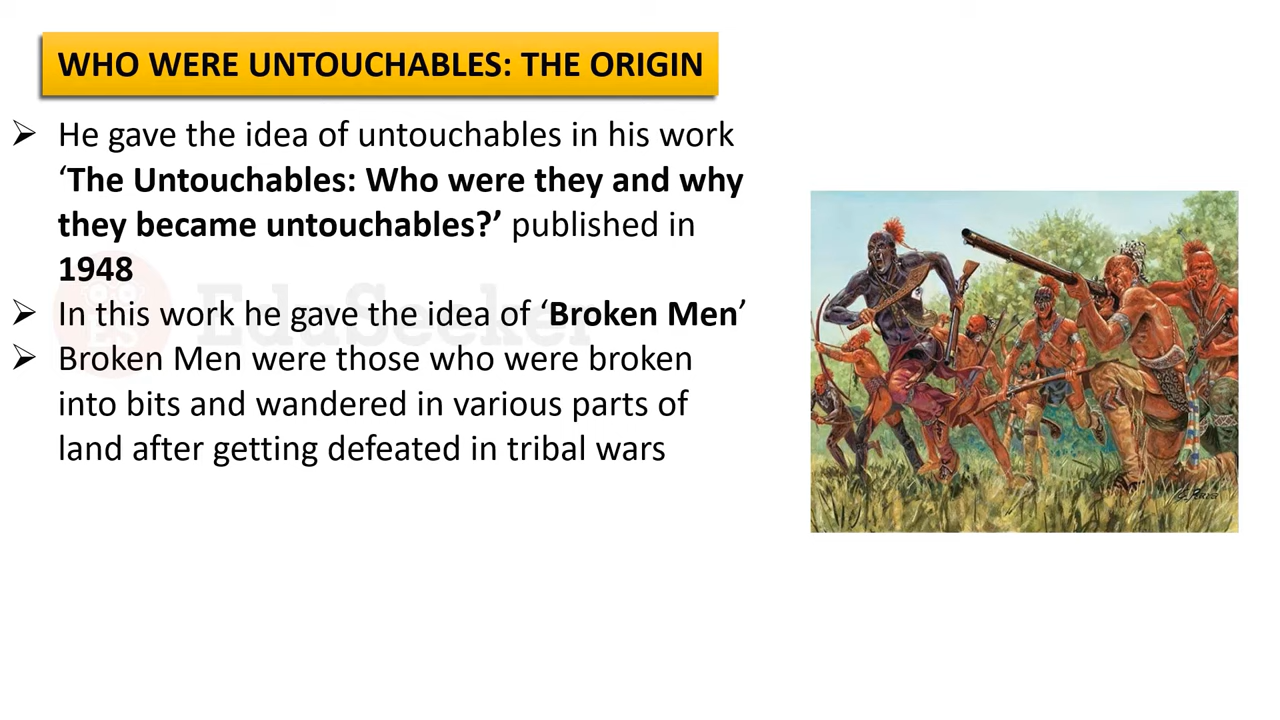 WHO WERE UNTOUCHABLES: THE ORIGIN
➢ He gave the idea of untouchables in his work
‘The Untouchables: Who were they and why
they became untouchables?’ published in
1948
➢ In this work he gave the idea of ‘Broken Men’
➢ Broken Men were those who were broken
into bits and wandered in various parts of
land after getting defeated in tribal wars
EduSeeker